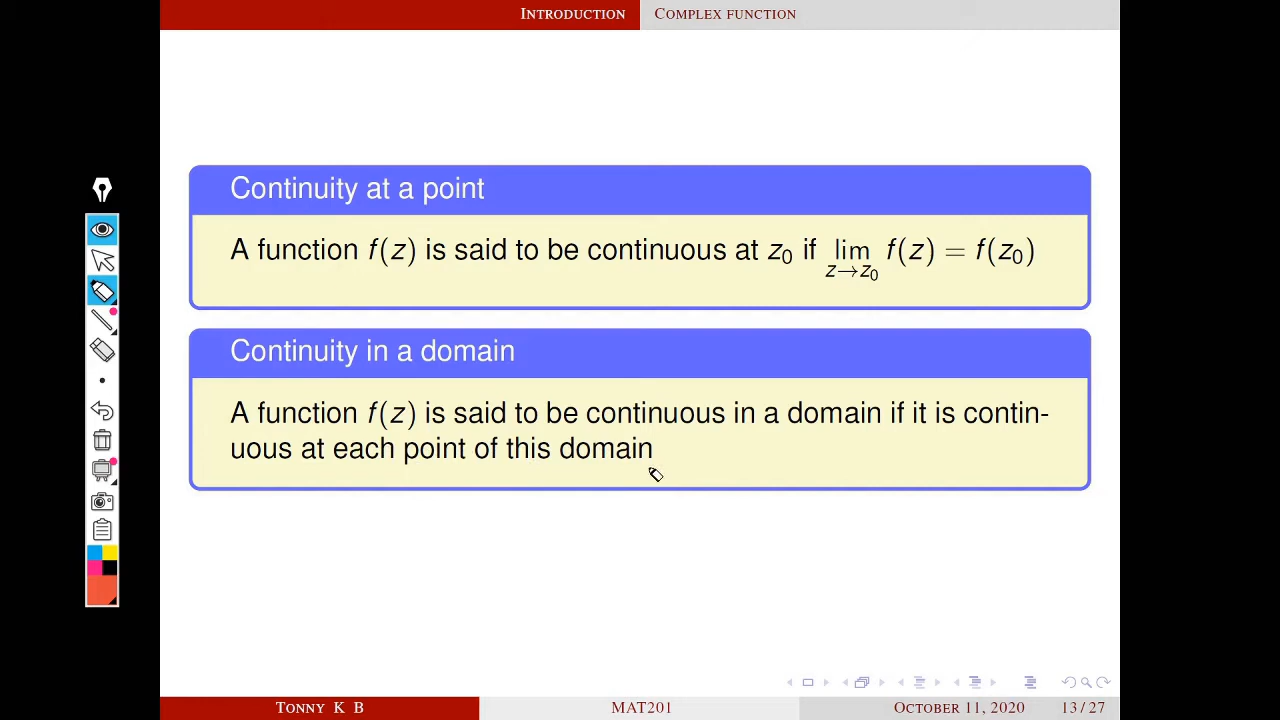 INTRODUCTION COMPLEX FUNCTION
Continuity at a point
A function f(z) is said to be continuous at z₀ if lim f(z) = f(z₀)
z→z₀
Continuity in a domain
A function f(z) is said to be continuous in a domain if it is contin-
uous at each point of this domain
TONNY K B MAT201 OCTOBER 11, 2020 13 / 27